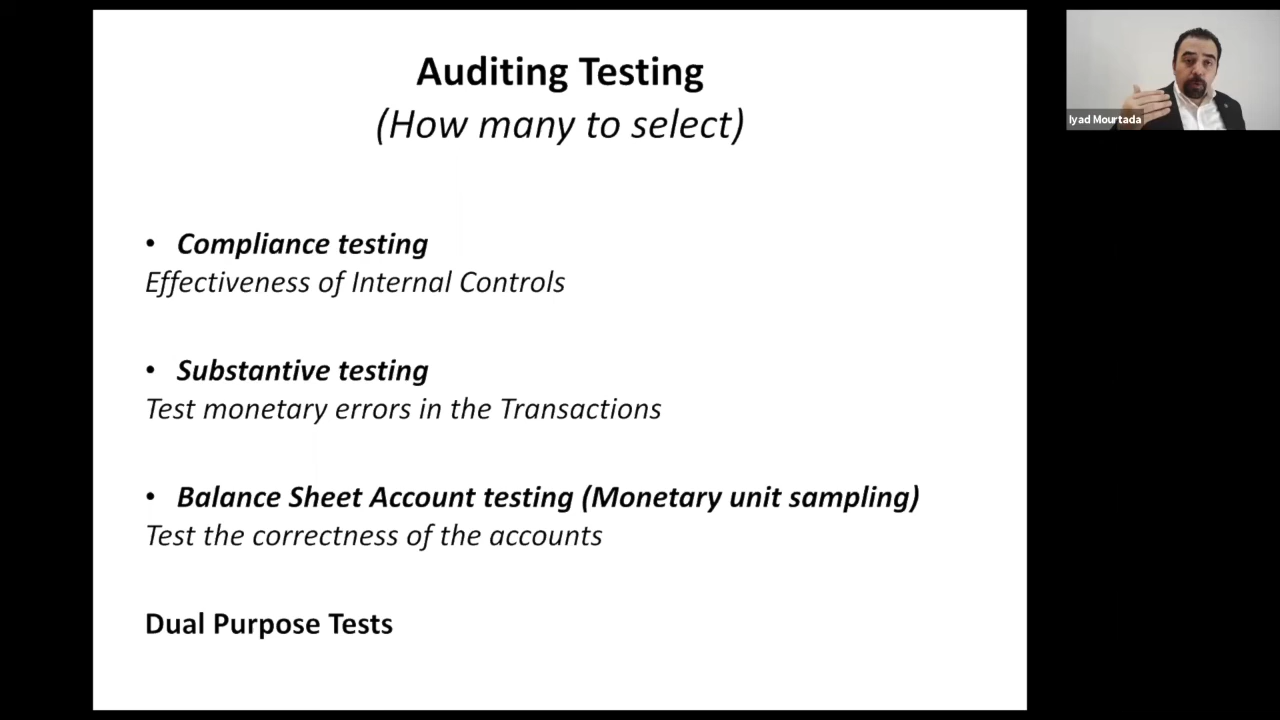 Auditing Testing
(How many to select)
• Compliance testing
Effectiveness of Internal Controls
• Substantive testing
Test monetary errors in the Transactions
• Balance Sheet Account testing (Monetary unit sampling)
Test the correctness of the accounts
Dual Purpose Tests
Iyad Mourtada